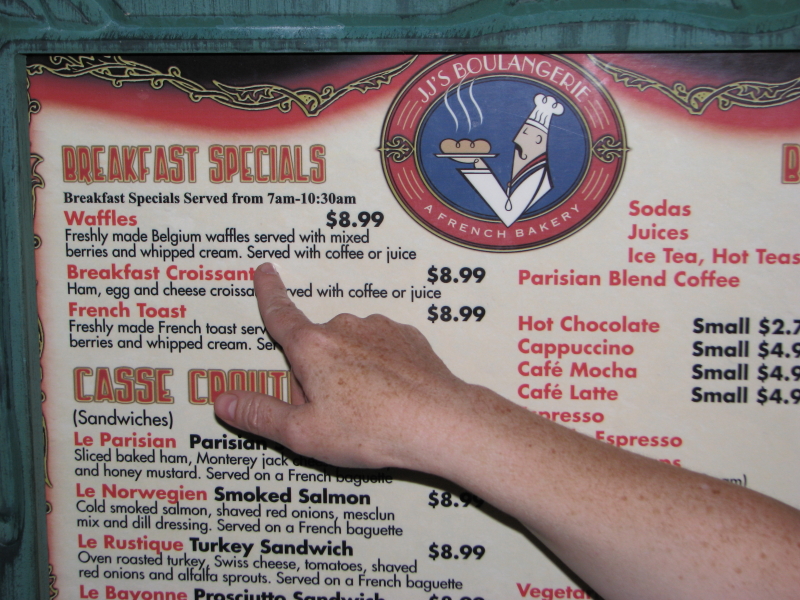 JJ'S BOULANGERIE
A FRENCH BAKERY
BREAKFAST SPECIALS
Breakfast Specials Served from 7am-10:30am
Waffles $8.99
Freshly made Belgium waffles served with mixed
berries and whipped cream. Served with coffee or juice
Breakfast Croissant $8.99
Ham, egg and cheese served with coffee or juice
French Toast $8.99
Freshly made French toast
berries and whipped cream.
CASSE
(Sandwiches)
Le Parisian
Sliced baked ham, Monterey jack
and honey mustard. Served on a French baguette
Le Norwegien Smoked Salmon $8.99
Cold smoked salmon, shaved red onions, mesclun
mix and dill dressing. Served on a French baguette
Le Rustique Turkey Sandwich $8.99
Oven roasted turkey, Swiss cheese, tomatoes, shaved
red onions and alfalfa sprouts. Served on a French baguette
Le Bayonne Prosciutto Sandwich
Sodas
Juices
Ice Tea, Hot Teas
Parisian Blend Coffee
Hot Chocolate Small $2.7
Cappuccino Small $4.9
Café Mocha Small $4.9
Café Latte Small $4.9
Espresso